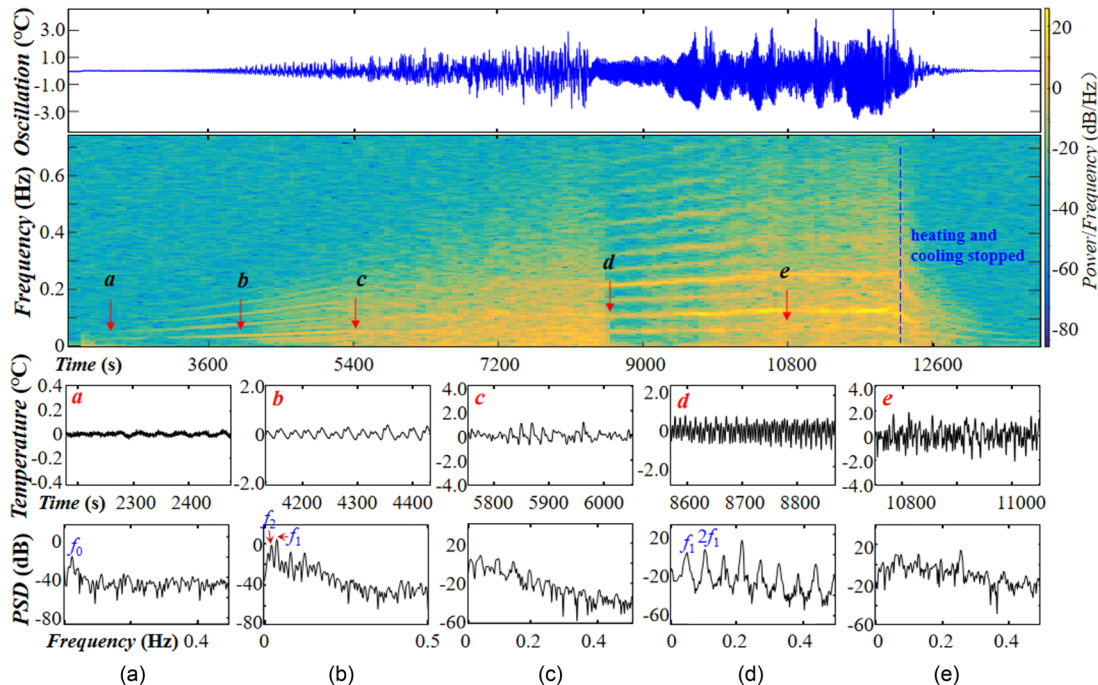 Oscillation (°C)
3.0
1.0
-1.0
-3.0
Frequency (Hz)
0.6
0.4
0.2
0
a
b
c
d
e
heating and
cooling stopped
Time (s)
3600
5400
7200
9000
10800
12600
20
0
-20
-40
-60
-80
Power/Frequency (dB/Hz)
Temperature (°C)
0.4
0.2
0
-0.2
-0.4
a
Time (s)
2300
2400
2.0
0
2.0
b
4200
4300
4400
4.0
2.0
0
-2.0
4.0
c
5800
5900
6000
2.0
0
-2.0
d
8600
8700
8800
4.0
2.0
0
-2.0
4.0
e
10800
11000
PSD (dB)
0
-40
-80
f0
Frequency (Hz)
0.4
0
-40
-80
f2
f1
0
0.5
20
-20
-60
0
0.2
0.4
20
-20
-60
f1 2f1
0
0.2
0.4
20
-20
-60
0
0.2
0.4
(a)
(b)
(c)
(d)
(e)